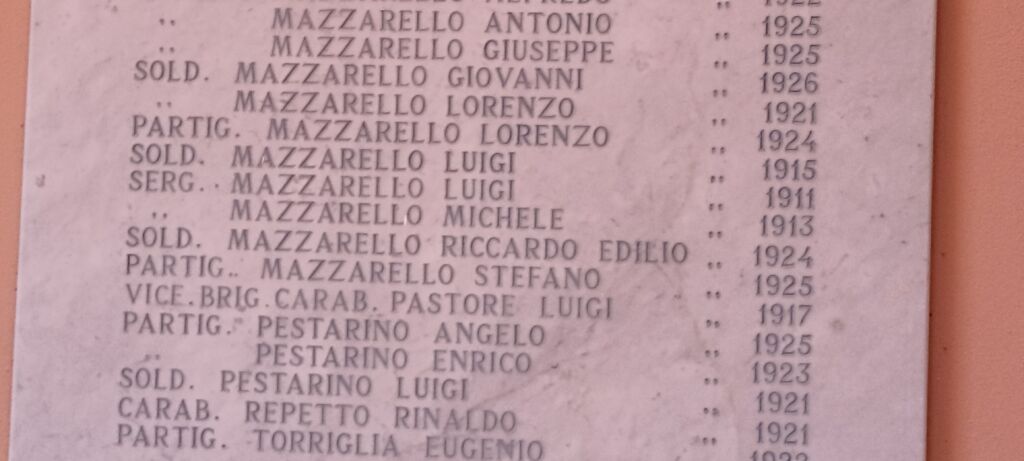 MAZZARELLO ALFREDO ,, 1922
,, MAZZARELLO ANTONIO ,, 1925
,, MAZZARELLO GIUSEPPE ,, 1925
SOLD. MAZZARELLO GIOVANNI ,, 1926
,, MAZZARELLO LORENZO ,, 1921
PARTIG. MAZZARELLO LORENZO ,, 1924
SOLD. MAZZARELLO LUIGI ,, 1915
SERG. MAZZARELLO LUIGI ,, 1911
,, MAZZARELLO MICHELE ,, 1913
SOLD. MAZZARELLO RICCARDO EDILIO ,, 1924
PARTIG. MAZZARELLO STEFANO ,, 1925
VICE.BRIG.CARAB. PASTORE LUIGI ,, 1917
PARTIG. PESTARINO ANGELO ,, 1925
,, PESTARINO ENRICO ,, 1923
SOLD. PESTARINO LUIGI ,, 1921
CARAB. REPETTO RINALDO ,, 1921
PARTIG. TORRIGLIA EUGENIO ,,